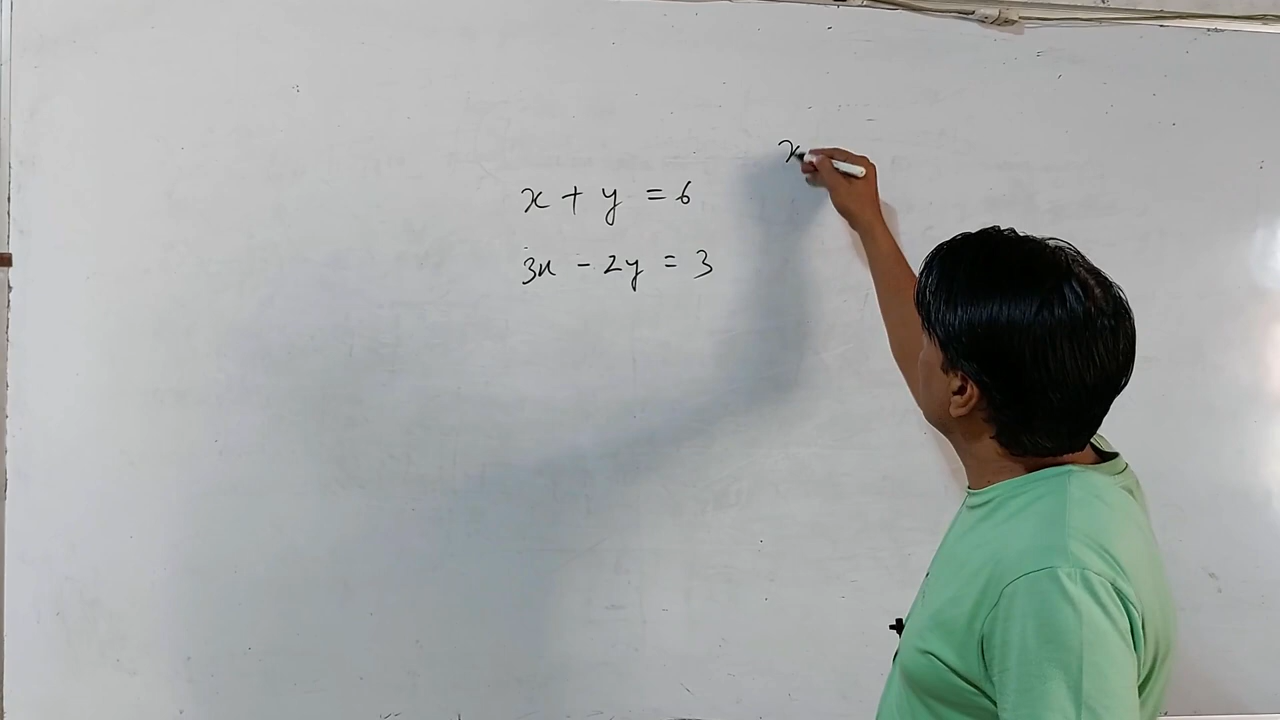 x
x + y = 6
3x - 2y = 3